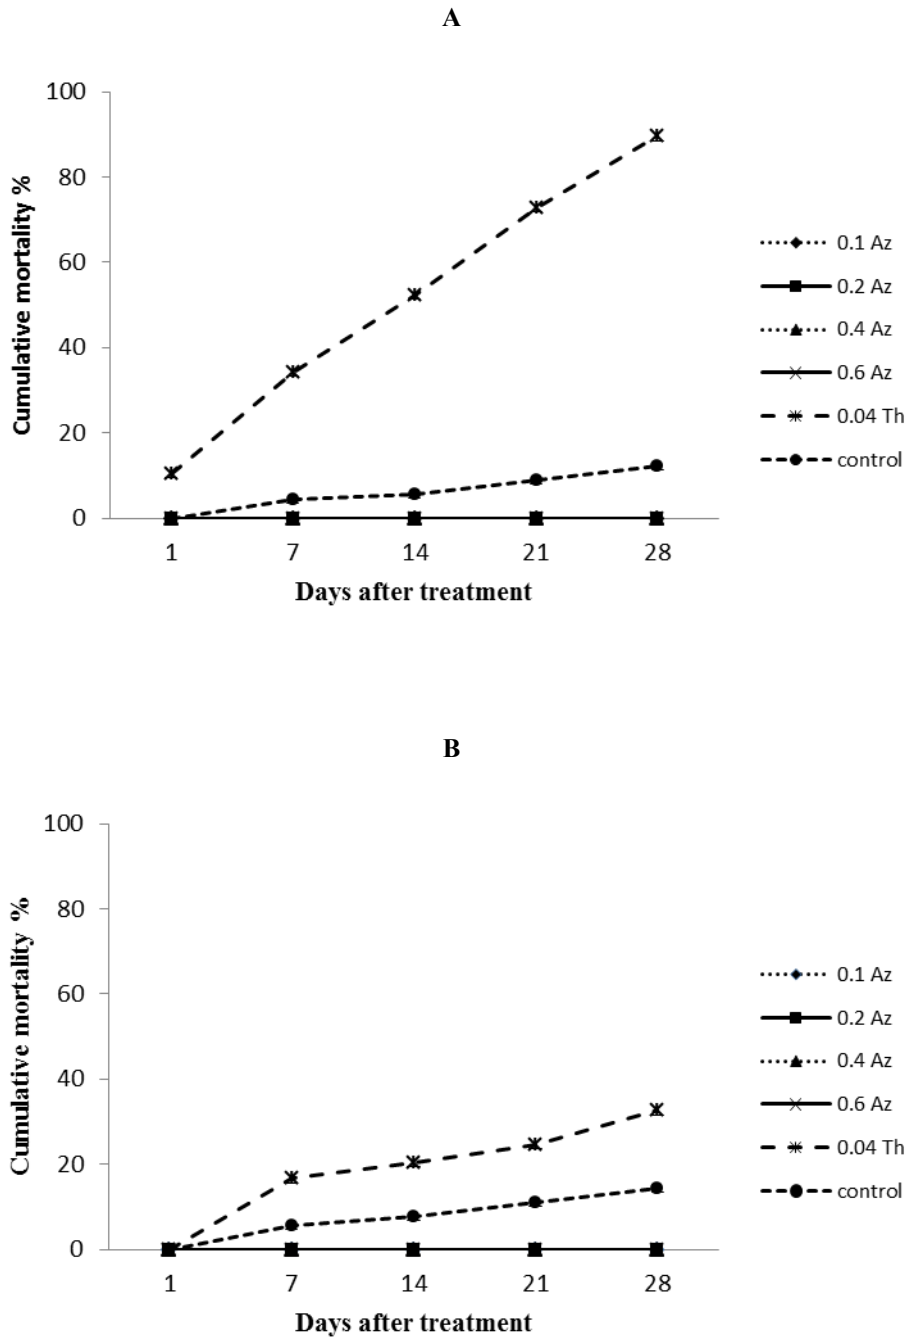 A
100
80
60
40
20
0
Cumulative mortality %
1 7 14 21 28
Days after treatment
0.1 Az
0.2 Az
0.4 Az
0.6 Az
0.04 Th
control
B
100
80
60
40
20
0
Cumulative mortality %
1 7 14 21 28
Days after treatment
0.1 Az
0.2 Az
0.4 Az
0.6 Az
0.04 Th
control